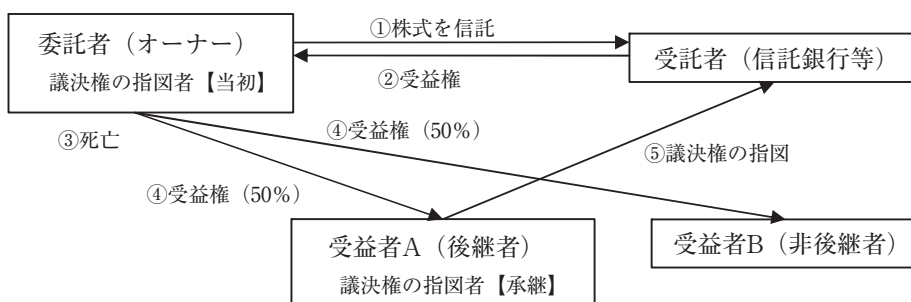 委託者（オーナー）
議決権の指図者【当初】
①株式を信託
②受益権
受託者（信託銀行等）
③死亡
④受益権（50％）
④受益権（50％）
⑤議決権の指図
受益者A（後継者）
議決権の指図者【承継】
受益者B（非後継者）